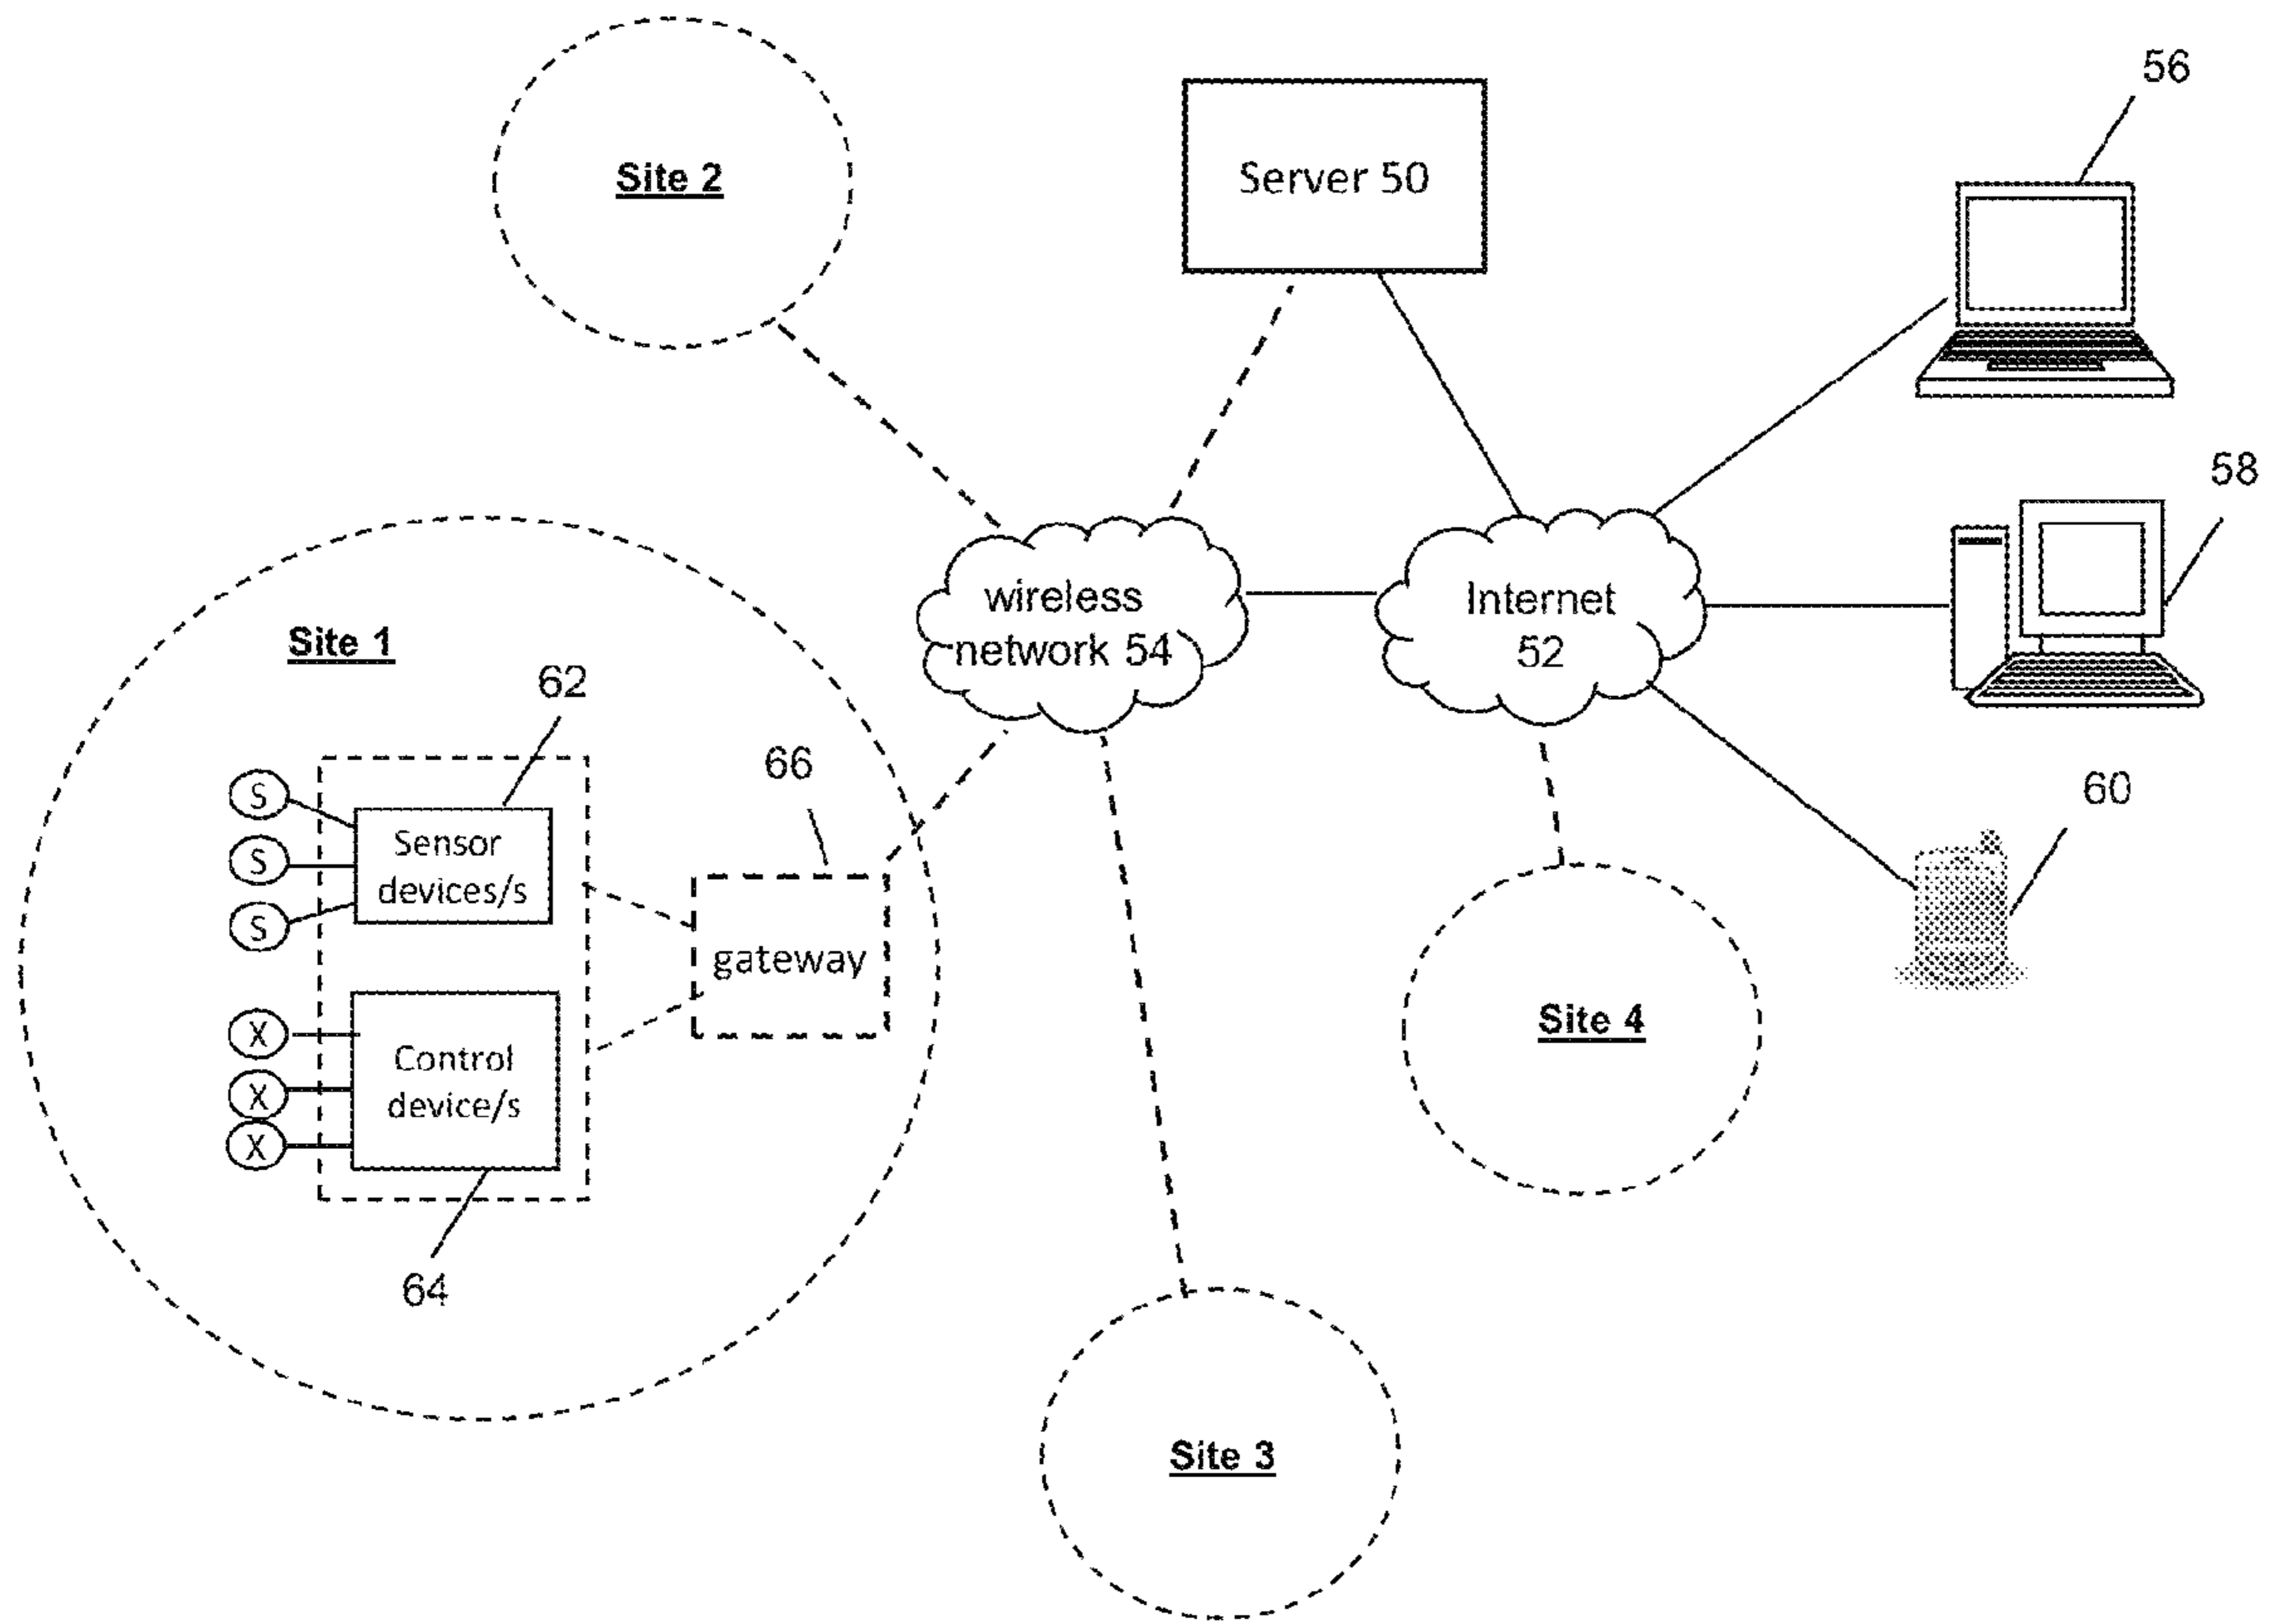 56
Site 2
Server 50
58
wireless
network 54
Internet
52
Site 1
62
66
60
S
S
S
Sensor
devices/s
gateway
X
X
X
Control
device/s
64
Site 4
Site 3